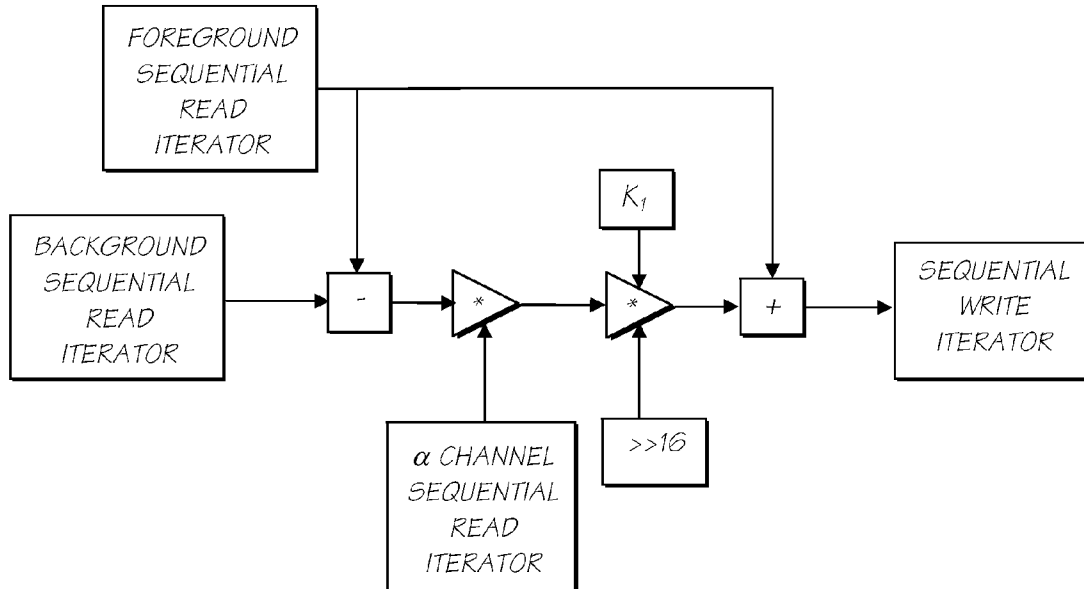 FOREGROUND
SEQUENTIAL
READ
ITERATOR
K₁
BACKGROUND
SEQUENTIAL
READ
ITERATOR
-
*
*
+
SEQUENTIAL
WRITE
ITERATOR
α CHANNEL
SEQUENTIAL
READ
ITERATOR
>>16